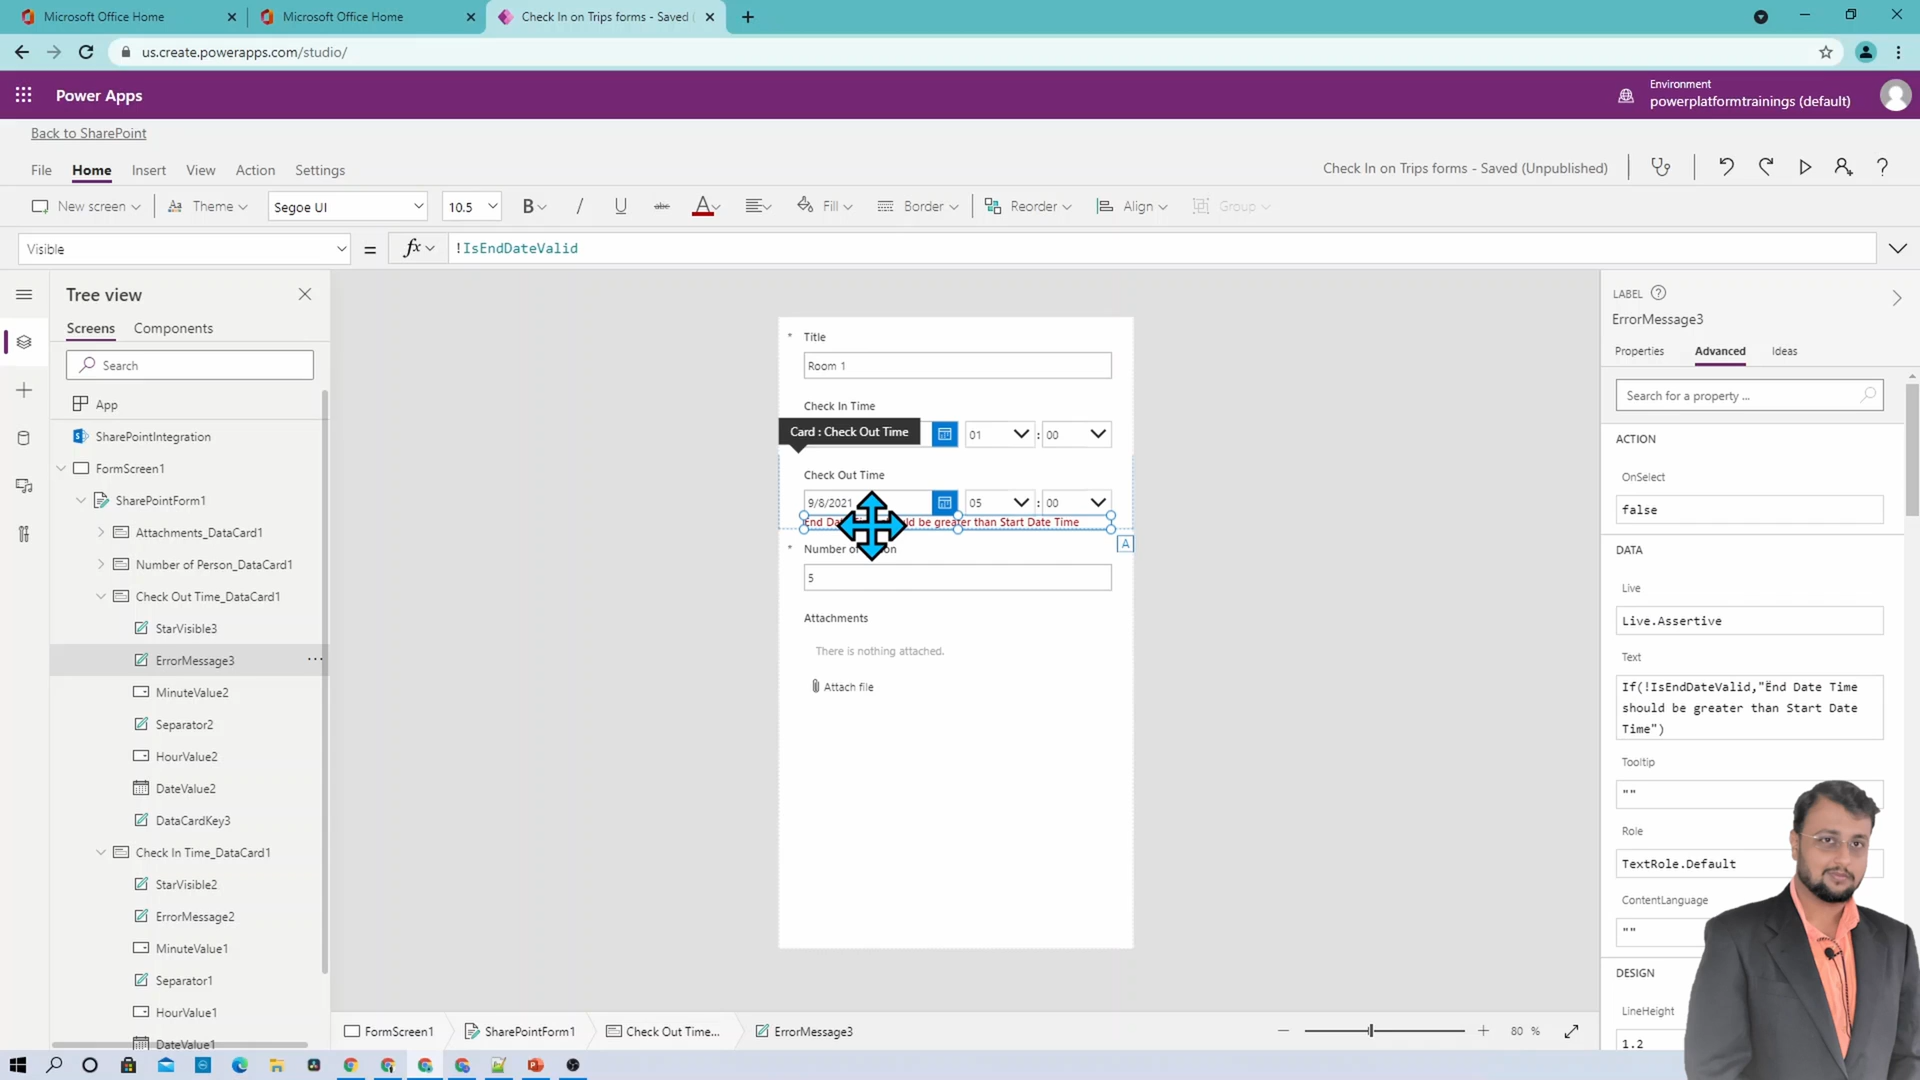 Microsoft Office Home
Microsoft Office Home
Check In on Trips forms - Saved (
us.create.powerapps.com/studio/
Power Apps
Environment
powerplatformtrainings (default)
Back to SharePoint
File Home Insert View Action Settings
Check In on Trips forms - Saved (Unpublished)
New screen Theme Segoe UI 10.5 B / U abc A Fill Border Reorder Align Group
Visible = fx !IsEndDateValid
Tree view
Screens Components
Search
App
SharePointIntegration
FormScreen1
SharePointForm1
Attachments_DataCard1
Number of Person_DataCard1
Check Out Time_DataCard1
StarVisible3
ErrorMessage3
MinuteValue2
Separator2
HourValue2
DateValue2
DataCardKey3
Check In Time_DataCard1
StarVisible2
ErrorMessage2
MinuteValue1
Separator1
HourValue1
DateValue1
* Title
Room 1
Check In Time
Card : Check Out Time
01 : 00
Check Out Time
9/8/2021 05 : 00
be greater than Start Date Time
A
* Number
5
Attachments
There is nothing attached.
Attach file
FormScreen1 SharePointForm1 Check Out Time... ErrorMessage3
80 %
LABEL
ErrorMessage3
Properties Advanced Ideas
Search for a property ...
ACTION
OnSelect
false
DATA
Live
Live.Assertive
Text
If(!IsEndDateValid,"End Date Time
should be greater than Start Date
Time")
Tooltip
""
Role
TextRole.Default
ContentLanguage
""
DESIGN
LineHeight
1.2